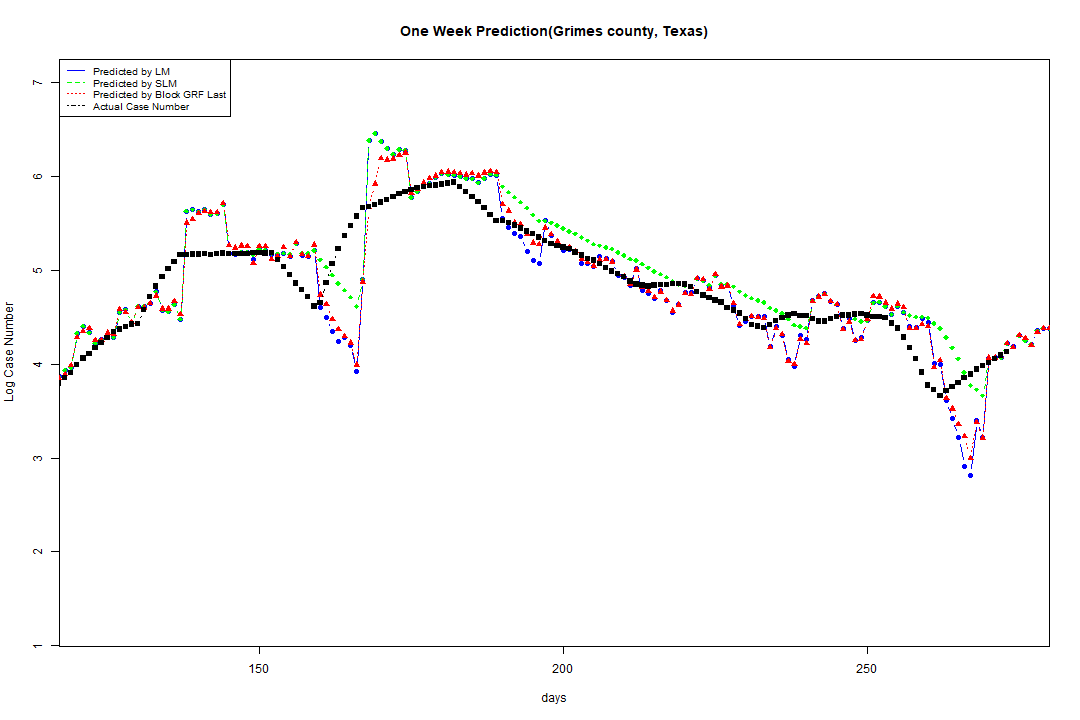 One Week Prediction(Grimes county, Texas)
Predicted by LM
Predicted by SLM
Predicted by Block GRF Last
Actual Case Number
7
6
5
4
3
2
1
Log Case Number
150
200
250
days